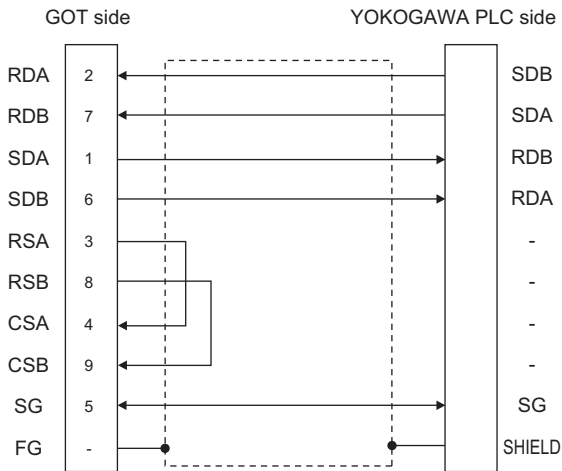 GOT side YOKOGAWA PLC side
RDA 2 SDB
RDB 7 SDA
SDA 1 RDB
SDB 6 RDA
RSA 3 -
RSB 8 -
CSA 4 -
CSB 9 -
SG 5 SG
FG - SHIELD